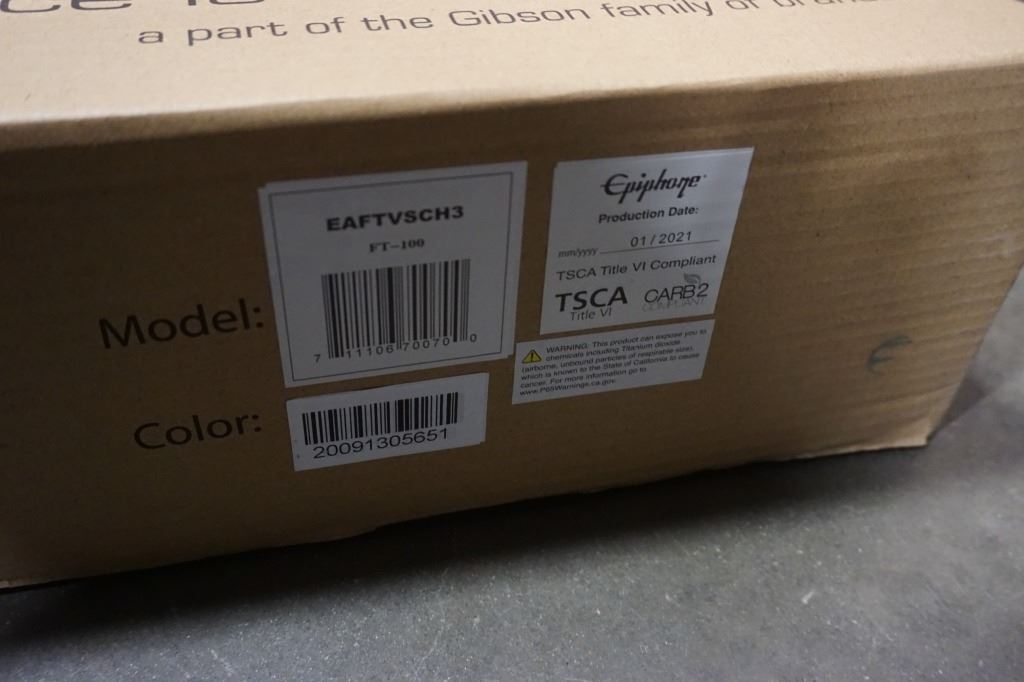 a part of the Gibson family of
Model:
EAFTVSCH3
FT-100
7 11106 70070 0
Color:
20091305651
Epiphone
Production Date:
mm/yyyy 01/2021
TSCA Title VI Compliant
TSCA
Title VI
CARB2
COMPLIANT
WARNING: This product can expose you to
chemicals including Titanium dioxide
(airborne, unbound particles of respirable size),
which is known to the State of California to cause
cancer. For more information go to
www.P65Warnings.ca.gov.